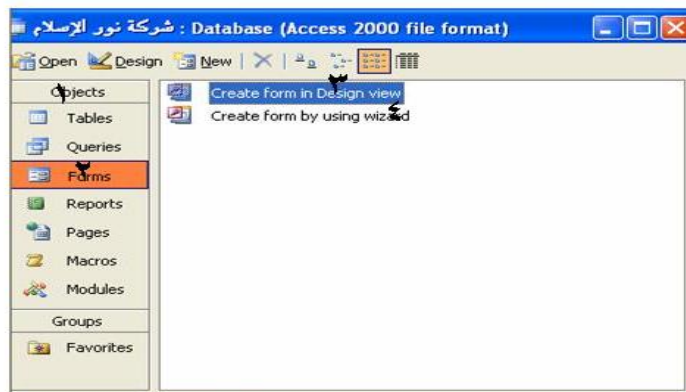 شركة نور الإسلام : Database (Access 2000 file format)
Open Design New
Objects ١
Tables
Queries
Forms ٢
Reports
Pages
Macros
Modules
Groups
Favorites
Create form in Design view ٣
Create form by using wizard ٤